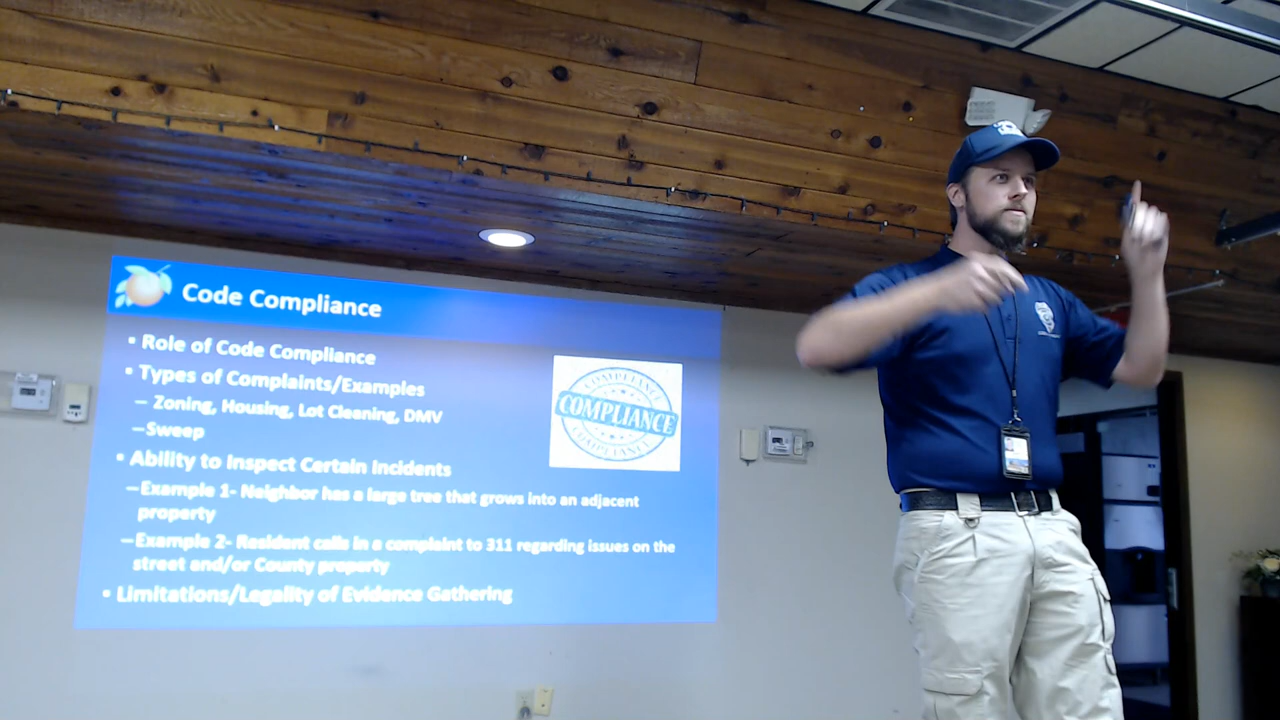 Code Compliance
▪ Role of Code Compliance
▪ Types of Complaints/Examples
– Zoning, Housing, Lot Cleaning, DMV
–Sweep
▪ Ability to Inspect Certain Incidents
–Example 1- Neighbor has a large tree that grows into an adjacent
property
–Example 2- Resident calls in a complaint to 311 regarding issues on the
street and/or County property
▪ Limitations/Legality of Evidence Gathering
COMPLIANCE
COMPLIANCE
COMPLIANCE